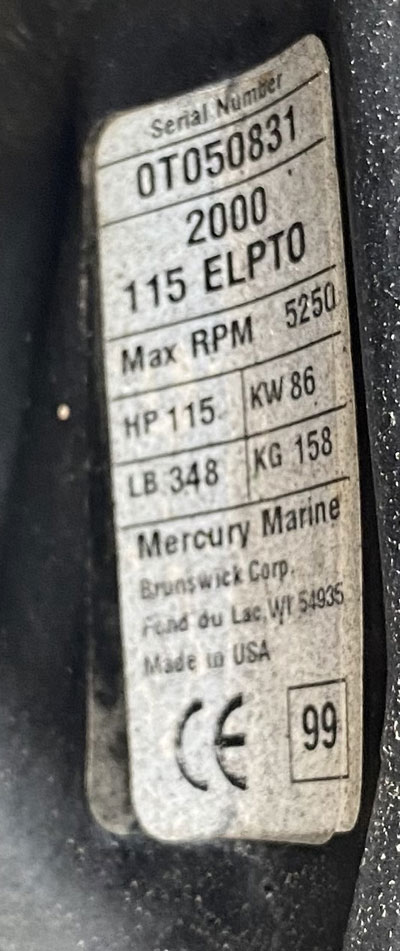 Serial Number
0T050831
2000
115 ELPTO
Max RPM 5250
HP 115 KW 86
LB 348 KG 158
Mercury Marine
Brunswick Corp.
Fond du Lac, WI 54935
Made in USA
CE 99